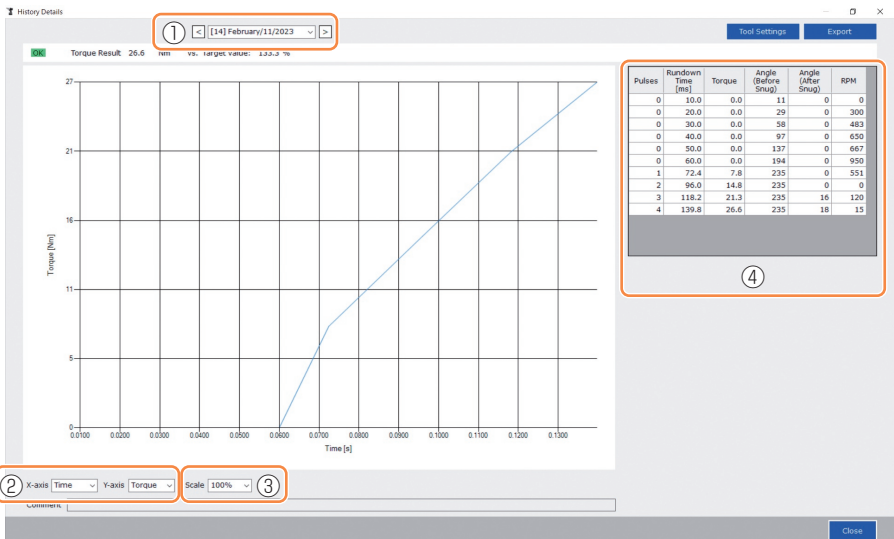 History Details
① < [14] February/11/2023 >
Tool Settings Export
OK Torque Result 26.6 Nm vs. Target Value: 133.3 %
27
21
16
11
5
0
Torque [Nm]
0.0100 0.0200 0.0300 0.0400 0.0500 0.0600 0.0700 0.0800 0.0900 0.1000 0.1100 0.1200 0.1300
Time [s]
Pulses Rundown Time [ms] Torque Angle (Before Snug) Angle (After Snug) RPM
0 10.0 0.0 11 0 0
0 20.0 0.0 29 0 300
0 30.0 0.0 58 0 483
0 40.0 0.0 97 0 650
0 50.0 0.0 137 0 667
0 60.0 0.0 194 0 950
1 72.4 7.8 235 0 551
2 96.0 14.8 235 0 0
3 118.2 21.3 235 16 120
4 139.8 26.6 235 18 15
④
② X-axis Time Y-axis Torque Scale 100% ③
Comment
Close